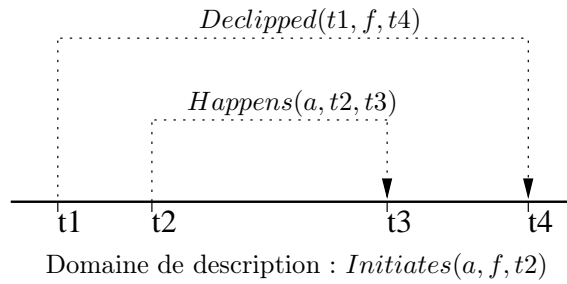 Declipped(t1, f, t4)
Happens(a, t2, t3)
t1 t2 t3 t4
Domaine de description : Initiates(a, f, t2)